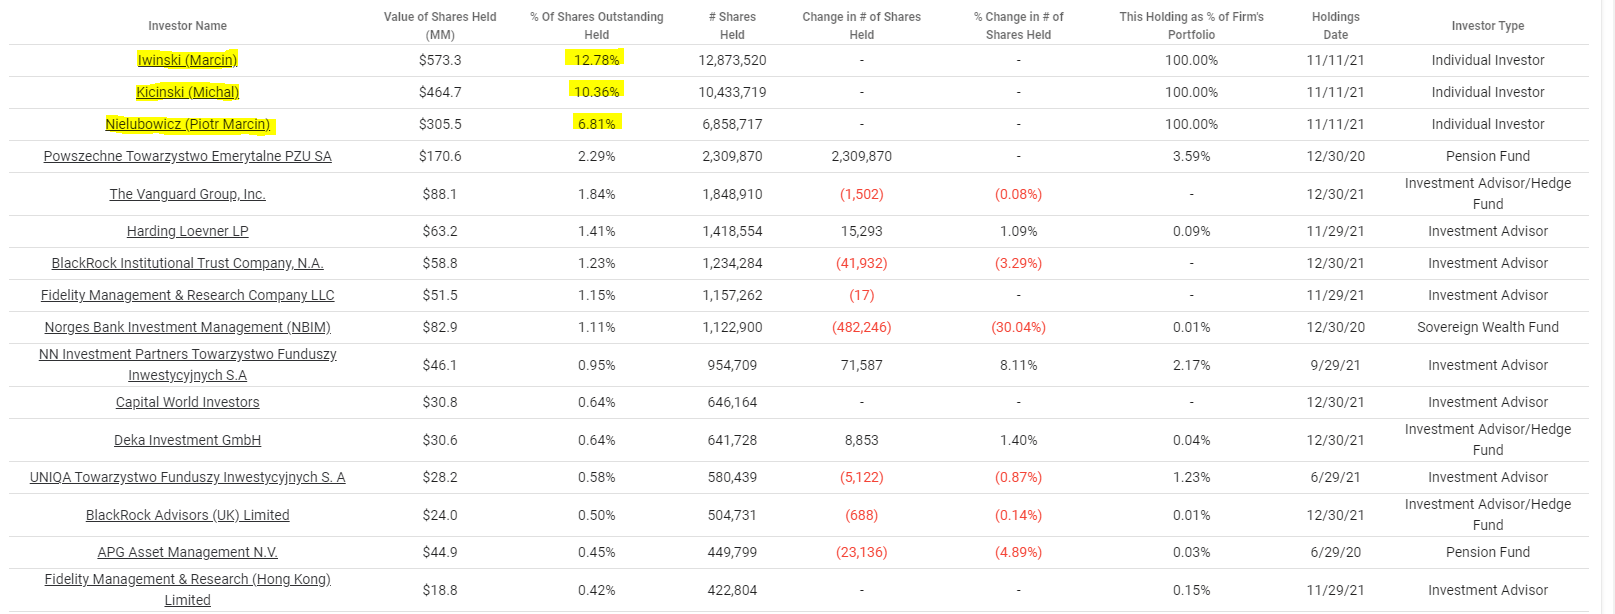 Investor Name Value of Shares Held (MM) % Of Shares Outstanding Held # Shares Held Change in # of Shares Held % Change in # of Shares Held This Holding as % of Firm's Portfolio Holdings Date Investor Type
Iwinski (Marcin) $573.3 12.78% 12,873,520 - - 100.00% 11/11/21 Individual Investor
Kicinski (Michal) $464.7 10.36% 10,433,719 - - 100.00% 11/11/21 Individual Investor
Nielubowicz (Piotr Marcin) $305.5 6.81% 6,858,717 - - 100.00% 11/11/21 Individual Investor
Powszechne Towarzystwo Emerytalne PZU SA $170.6 2.29% 2,309,870 2,309,870 - 3.59% 12/30/20 Pension Fund
The Vanguard Group, Inc. $88.1 1.84% 1,848,910 (1,502) (0.08%) - 12/30/21 Investment Advisor/Hedge Fund
Harding Loevner LP $63.2 1.41% 1,418,554 15,293 1.09% 0.09% 11/29/21 Investment Advisor
BlackRock Institutional Trust Company, N.A. $58.8 1.23% 1,234,284 (41,932) (3.29%) - 12/30/21 Investment Advisor
Fidelity Management & Research Company LLC $51.5 1.15% 1,157,262 (17) - - 11/29/21 Investment Advisor
Norges Bank Investment Management (NBIM) $82.9 1.11% 1,122,900 (482,246) (30.04%) 0.01% 12/30/20 Sovereign Wealth Fund
NN Investment Partners Towarzystwo Funduszy Inwestycyjnych S.A $46.1 0.95% 954,709 71,587 8.11% 2.17% 9/29/21 Investment Advisor
Capital World Investors $30.8 0.64% 646,164 - - - 12/30/21 Investment Advisor
Deka Investment GmbH $30.6 0.64% 641,728 8,853 1.40% 0.04% 12/30/21 Investment Advisor/Hedge Fund
UNIQA Towarzystwo Funduszy Inwestycyjnych S. A $28.2 0.58% 580,439 (5,122) (0.87%) 1.23% 6/29/21 Investment Advisor
BlackRock Advisors (UK) Limited $24.0 0.50% 504,731 (688) (0.14%) 0.01% 12/30/21 Investment Advisor/Hedge Fund
APG Asset Management N.V. $44.9 0.45% 449,799 (23,136) (4.89%) 0.03% 6/29/20 Pension Fund
Fidelity Management & Research (Hong Kong) Limited $18.8 0.42% 422,804 - - 0.15% 11/29/21 Investment Advisor